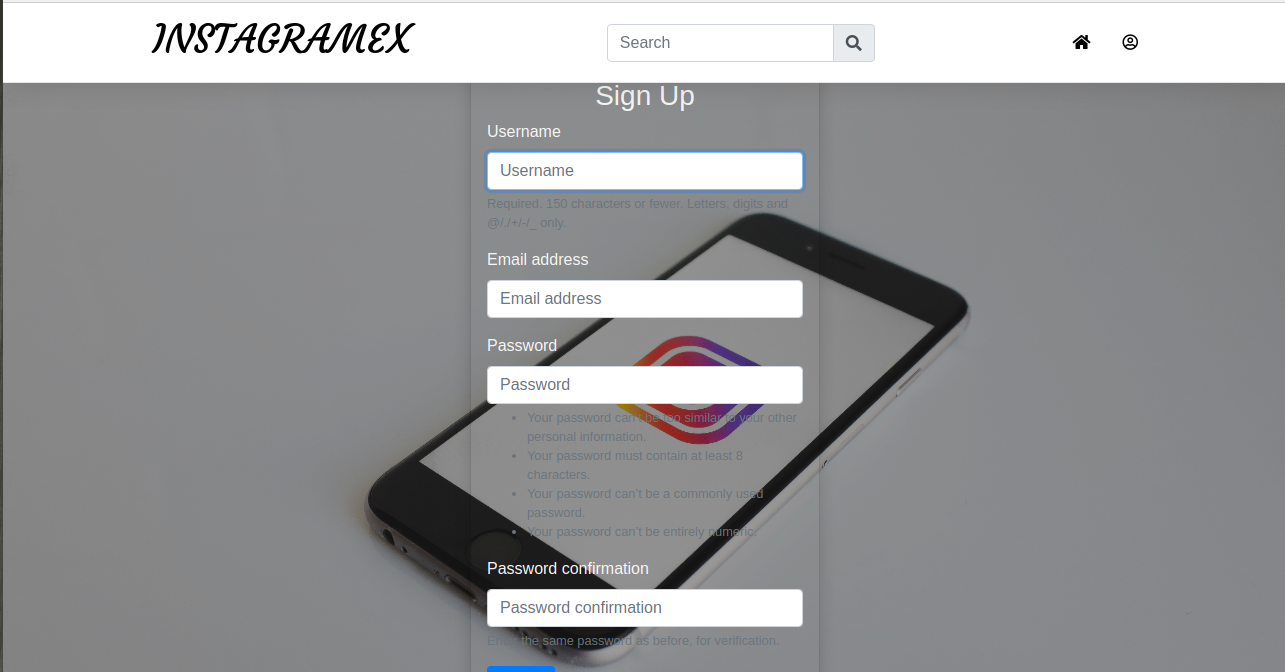 INSTAGRAMEX
Search
Sign Up
Username
Username
Required. 150 characters or fewer. Letters, digits and
@/./+/-/_ only.
Email address
Email address
Password
Password
Your password can't be too similar to your other
personal information.
Your password must contain at least 8
characters.
Your password can't be a commonly used
password.
Your password can't be entirely numeric.
Password confirmation
Password confirmation
Enter the same password as before, for verification.